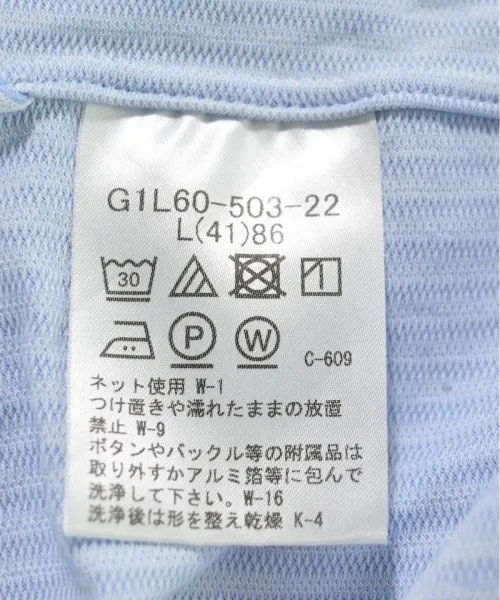 G1L60-503-22
L(41)86
30
P W C-609
ネット使用 W-1
つけ置きや濡れたままの放置
禁止 W-9
ボタンやバックル等の附属品は
取り外すかアルミ箔等に包んで
洗浄して下さい。W-16
洗浄後は形を整え乾燥 K-4